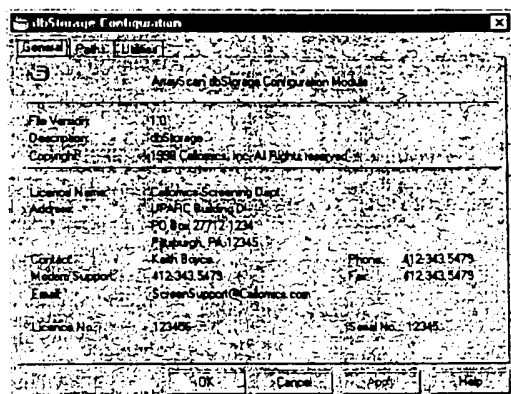 dbStorage Configuration
General Paths Utilities
ArrayScan dbStorage Configuration Module
File Version: 1.0
Description: dbStorage
Copyright: 1998 Cellomics, Inc. All Rights reserved
Licence Name: Cellomics Screening Dept
Address: UPARC Building D
PO Box 27712-1234
Pittsburgh, PA 12345
Contact: Keith Boyce Phone: 412-343.5479
Modem Support: 412-343.5479 Fax: 412.343.5479
Email: ScreenSupport@Cellomics.com
Licence No.: 123456 Serial No.: 12345
OK Cancel Apply Help